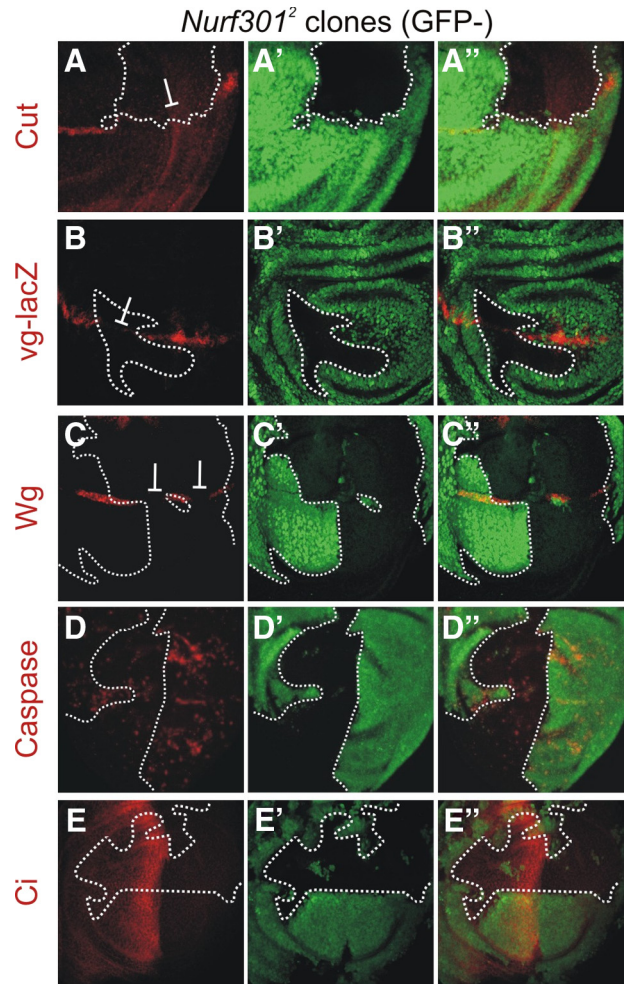 Nurf301² clones (GFP-)
A A' A''
Cut
B B' B''
vg-lacZ
C C' C''
Wg
D D' D''
Caspase
E E' E''
Ci